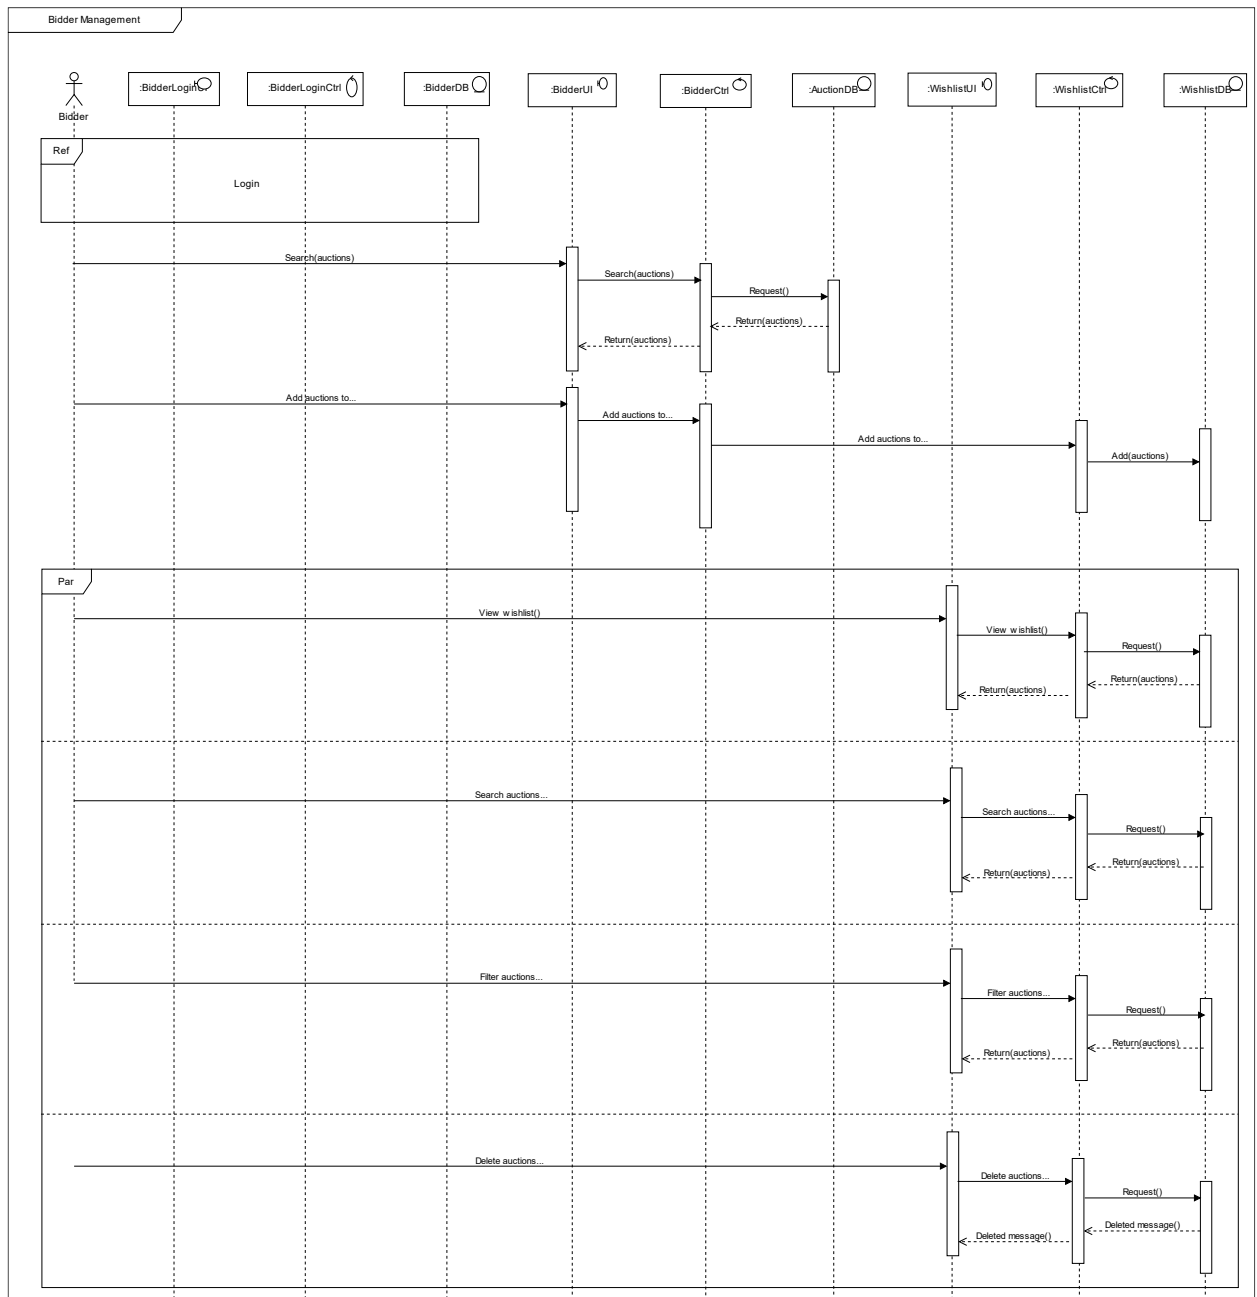 Bidder Management
Bidder
:BidderLoginUI
:BidderLoginCtrl
:BidderDB
:BidderUI
:BidderCtrl
:AuctionDB
:WishlistUI
:WishlistCtrl
:WishlistDB
Ref
Login
Search(auctions)
Search(auctions)
Request()
Return(auctions)
Return(auctions)
Add auctions to...
Add auctions to...
Add auctions to...
Add(auctions)
Par
View wishlist()
View wishlist()
Request()
Return(auctions)
Return(auctions)
Search auctions...
Search auctions...
Request()
Return(auctions)
Return(auctions)
Filter auctions...
Filter auctions...
Request()
Return(auctions)
Return(auctions)
Delete auctions...
Delete auctions...
Request()
Deleted message()
Deleted message()